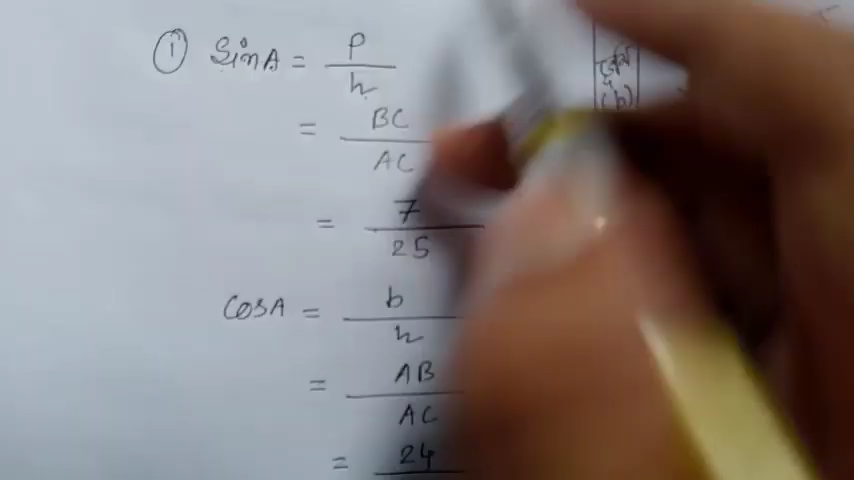 ① SinA = P/h
= BC/AC
= 7/25
CosA = b/h
= AB/AC
= 24
(b)